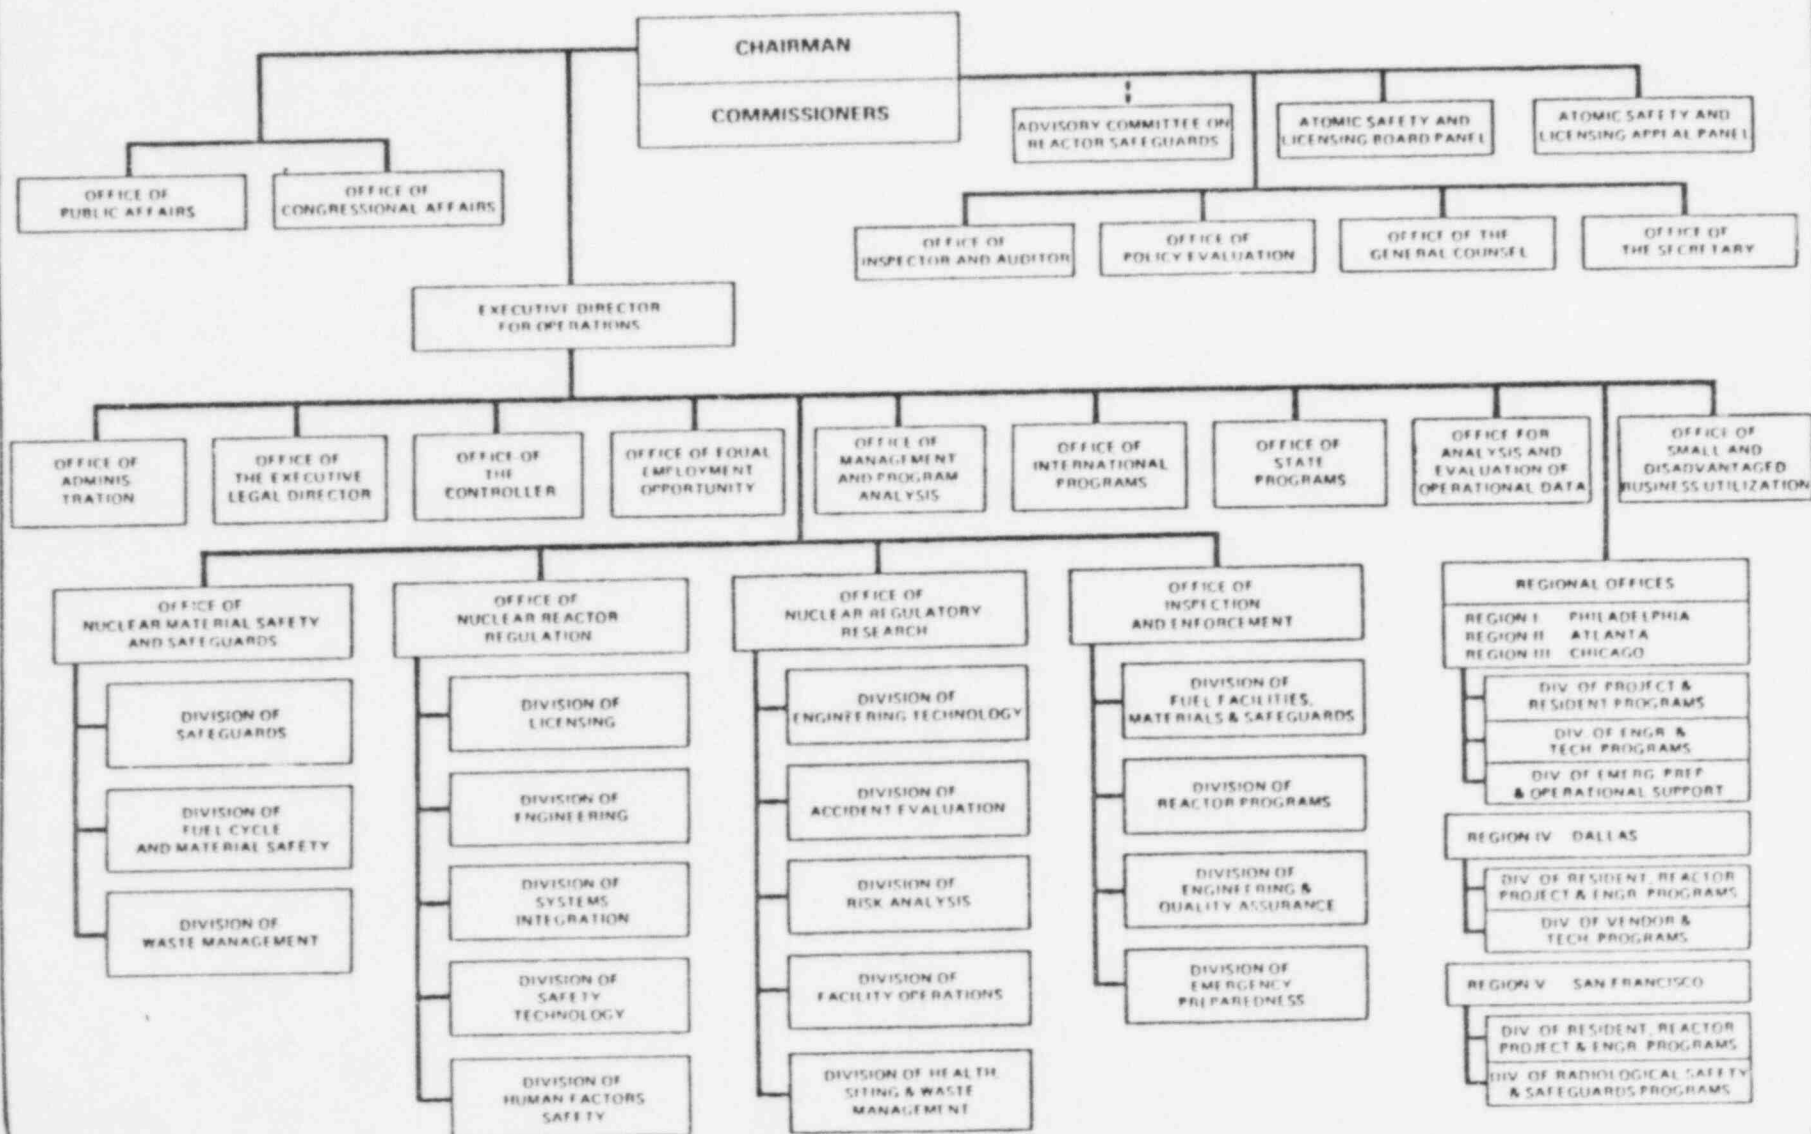 CHAIRMAN
COMMISSIONERS
ADVISORY COMMITTEE ON
REACTOR SAFEGUARDS
ATOMIC SAFETY AND
LICENSING BOARD PANEL
ATOMIC SAFETY AND
LICENSING APPEAL PANEL
OFFICE OF
PUBLIC AFFAIRS
OFFICE OF
CONGRESSIONAL AFFAIRS
OFFICE OF
INSPECTOR AND AUDITOR
OFFICE OF
POLICY EVALUATION
OFFICE OF THE
GENERAL COUNSEL
OFFICE OF
THE SECRETARY
EXECUTIVE DIRECTOR
FOR OPERATIONS
OFFICE OF
ADMINIS
TRATION
OFFICE OF
THE EXECUTIVE
LEGAL DIRECTOR
OFFICE OF
THE
CONTROLLER
OFFICE OF EQUAL
EMPLOYMENT
OPPORTUNITY
OFFICE OF
MANAGEMENT
AND PROGRAM
ANALYSIS
OFFICE OF
INTERNATIONAL
PROGRAMS
OFFICE OF
STATE
PROGRAMS
OFFICE FOR
ANALYSIS AND
EVALUATION OF
OPERATIONAL DATA
OFFICE OF
SMALL AND
DISADVANTAGED
BUSINESS UTILIZATION
OFFICE OF
NUCLEAR MATERIAL SAFETY
AND SAFEGUARDS
DIVISION OF
SAFEGUARDS
DIVISION OF
FUEL CYCLE
AND MATERIAL SAFETY
DIVISION OF
WASTE MANAGEMENT
OFFICE OF
NUCLEAR REACTOR
REGULATION
DIVISION OF
LICENSING
DIVISION OF
ENGINEERING
DIVISION OF
SYSTEMS
INTEGRATION
DIVISION OF
SAFETY
TECHNOLOGY
DIVISION OF
HUMAN FACTORS
SAFETY
OFFICE OF
NUCLEAR REGULATORY
RESEARCH
DIVISION OF
ENGINEERING TECHNOLOGY
DIVISION OF
ACCIDENT EVALUATION
DIVISION OF
RISK ANALYSIS
DIVISION OF
FACILITY OPERATIONS
DIVISION OF HEALTH,
SITING & WASTE
MANAGEMENT
OFFICE OF
INSPECTION
AND ENFORCEMENT
DIVISION OF
FUEL FACILITIES,
MATERIALS & SAFEGUARDS
DIVISION OF
REACTOR PROGRAMS
DIVISION OF
ENGINEERING &
QUALITY ASSURANCE
DIVISION OF
EMERGENCY
PREPAREDNESS
REGIONAL OFFICES
REGION I PHILADELPHIA
REGION II ATLANTA
REGION III CHICAGO
DIV. OF PROJECT &
RESIDENT PROGRAMS
DIV. OF ENGR &
TECH. PROGRAMS
DIV. OF EMERG PREP
& OPERATIONAL SUPPORT
REGION IV DALLAS
DIV. OF RESIDENT, REACTOR
PROJECT & ENGR. PROGRAMS
DIV. OF VENDOR &
TECH. PROGRAMS
REGION V SAN FRANCISCO
DIV. OF RESIDENT, REACTOR
PROJECT & ENGR. PROGRAMS
DIV. OF RADIOLOGICAL SAFETY
& SAFEGUARDS PROGRAMS